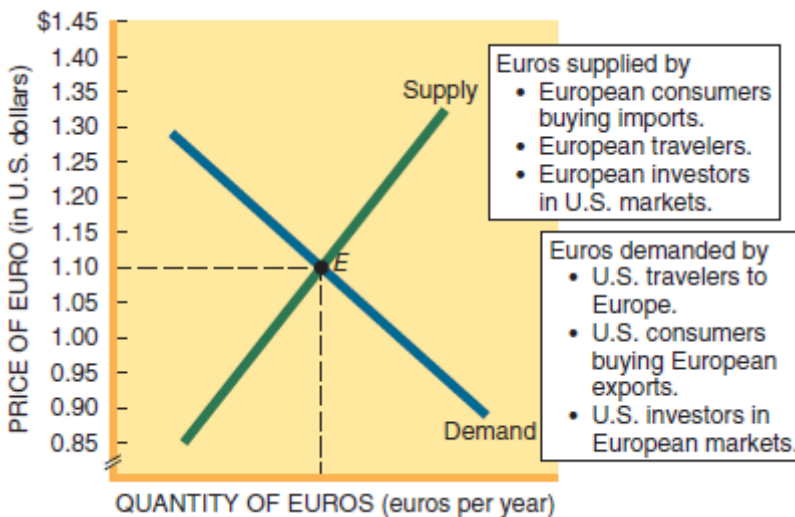 $1.45
1.40
1.35
1.30
1.25
1.20
1.15
1.10
1.05
1.00
0.95
0.90
0.85
PRICE OF EURO (in U.S. dollars)
Supply
E
Demand
QUANTITY OF EUROS (euros per year)
Euros supplied by
• European consumers
buying imports.
• European travelers.
• European investors
in U.S. markets.
Euros demanded by
• U.S. travelers to
Europe.
• U.S. consumers
buying European
exports.
• U.S. investors in
European markets.